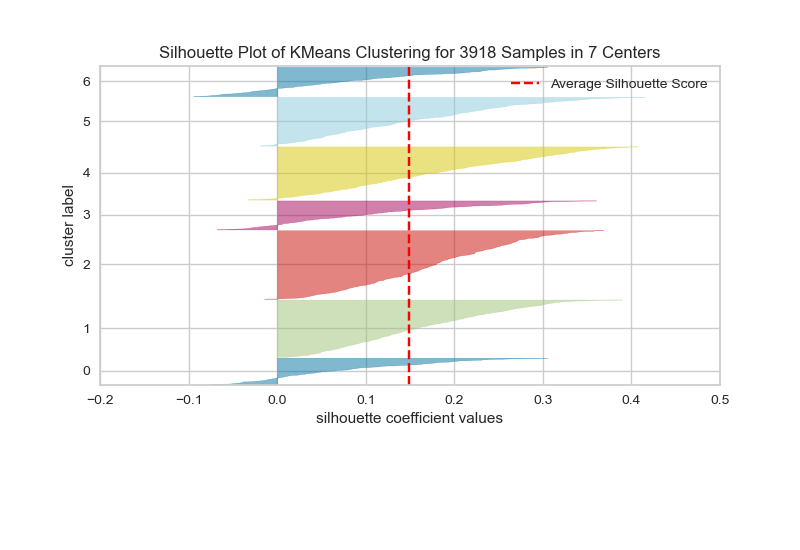 Silhouette Plot of KMeans Clustering for 3918 Samples in 7 Centers
Average Silhouette Score
6
5
4
3
2
1
0
cluster label
−0.2 −0.1 0.0 0.1 0.2 0.3 0.4 0.5
silhouette coefficient values